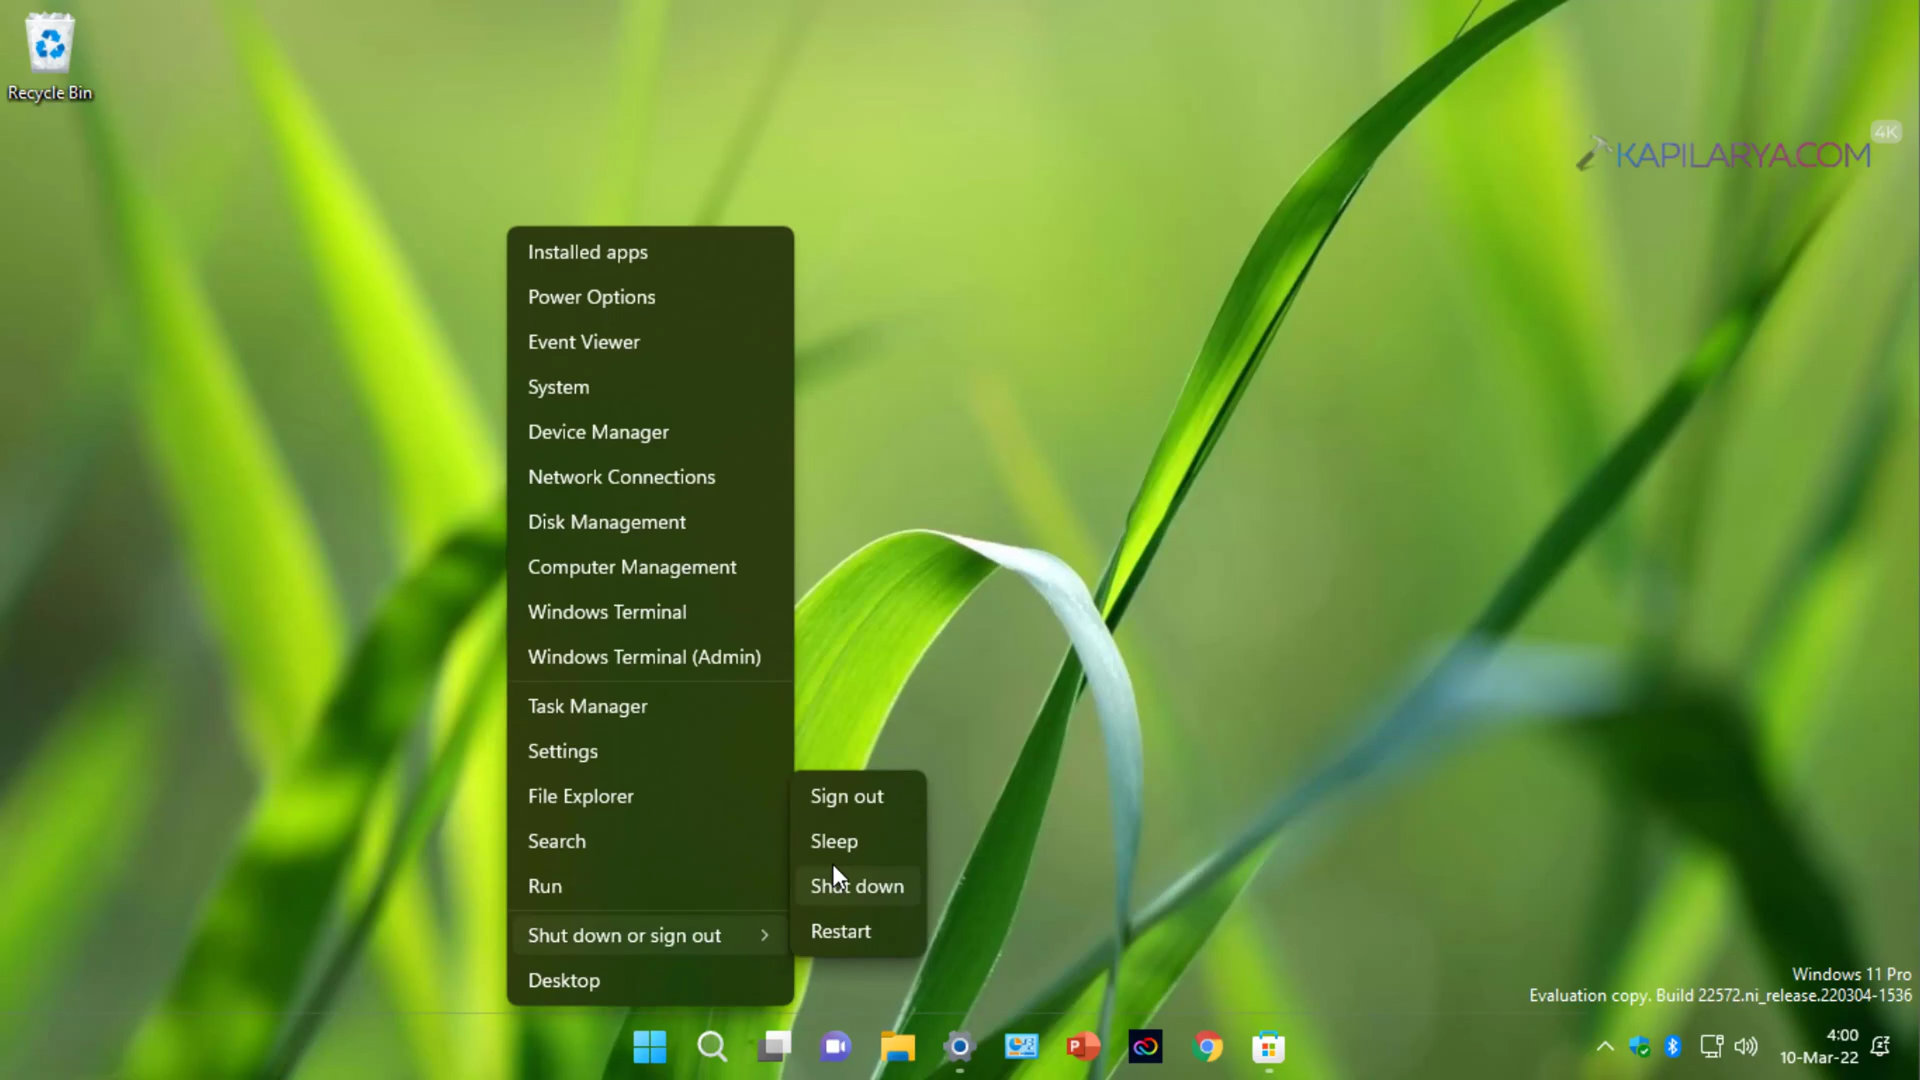 Recycle Bin
4K
KAPILARYA.COM
Installed apps
Power Options
Event Viewer
System
Device Manager
Network Connections
Disk Management
Computer Management
Windows Terminal
Windows Terminal (Admin)
Task Manager
Settings
File Explorer
Search
Run
Shut down or sign out
Desktop
Sign out
Sleep
Shut down
Restart
Windows 11 Pro
Evaluation copy. Build 22572.ni_release.220304-1536
P
4:00
10-Mar-22